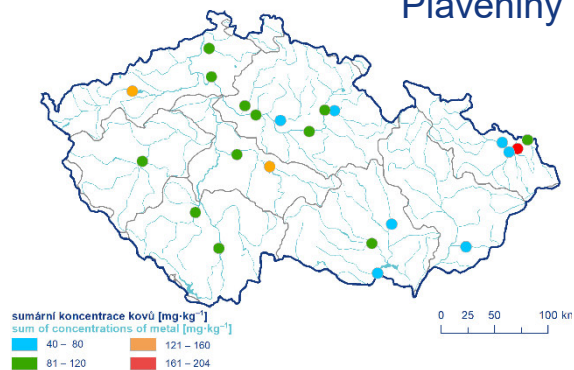 Plaveniny
sumární koncentrace kovů [mg·kg⁻¹]
sum of concentrations of metal [mg·kg⁻¹]
40 – 80
121 – 160
81 – 120
161 – 204
0 25 50 100 km